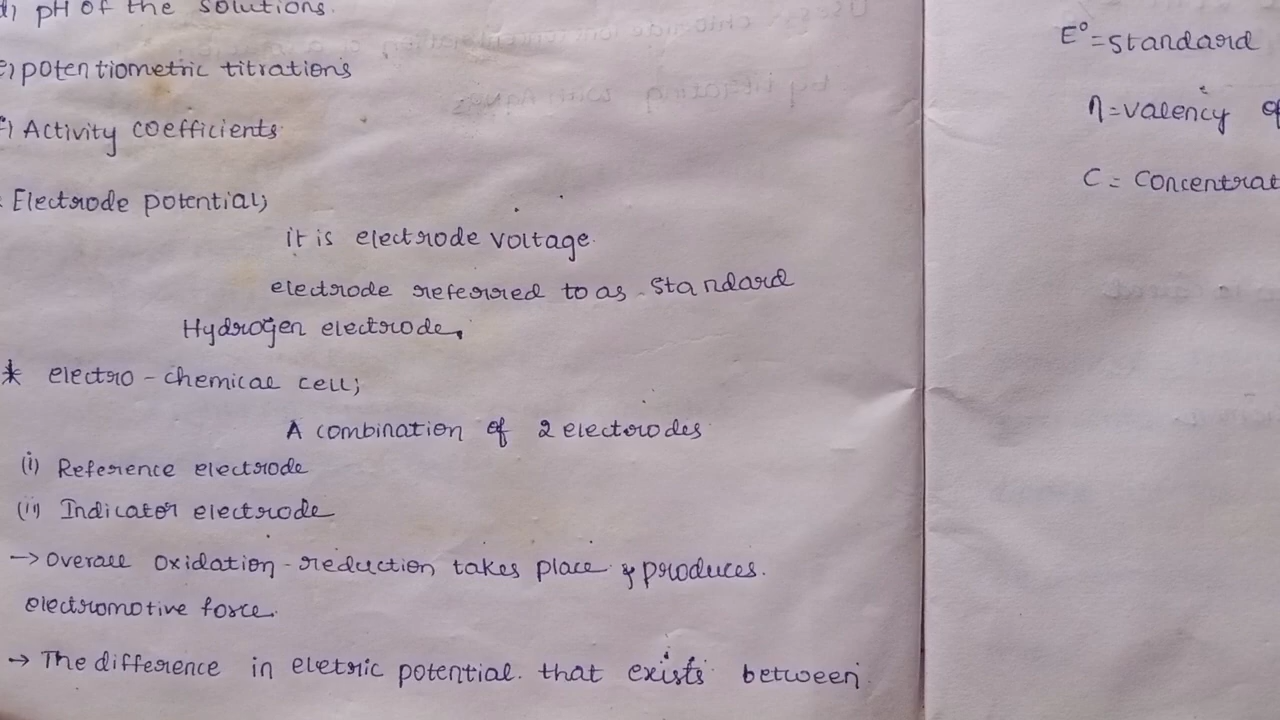 d) pH of the solutions.
e) potentiometric titrations
f) Activity coefficients
Electrode potential;
it is electrode voltage.
electrode referred to as standard
Hydrogen electrode.
* electro-chemical cell;
A combination of 2 electrodes
(i) Reference electrode
(ii) Indicator electrode
→ Overall oxidation-reduction takes place & produces.
electromotive force.
→ The difference in eletric potential. that exists between
E°=standard
η=valency of
C= Concentrat